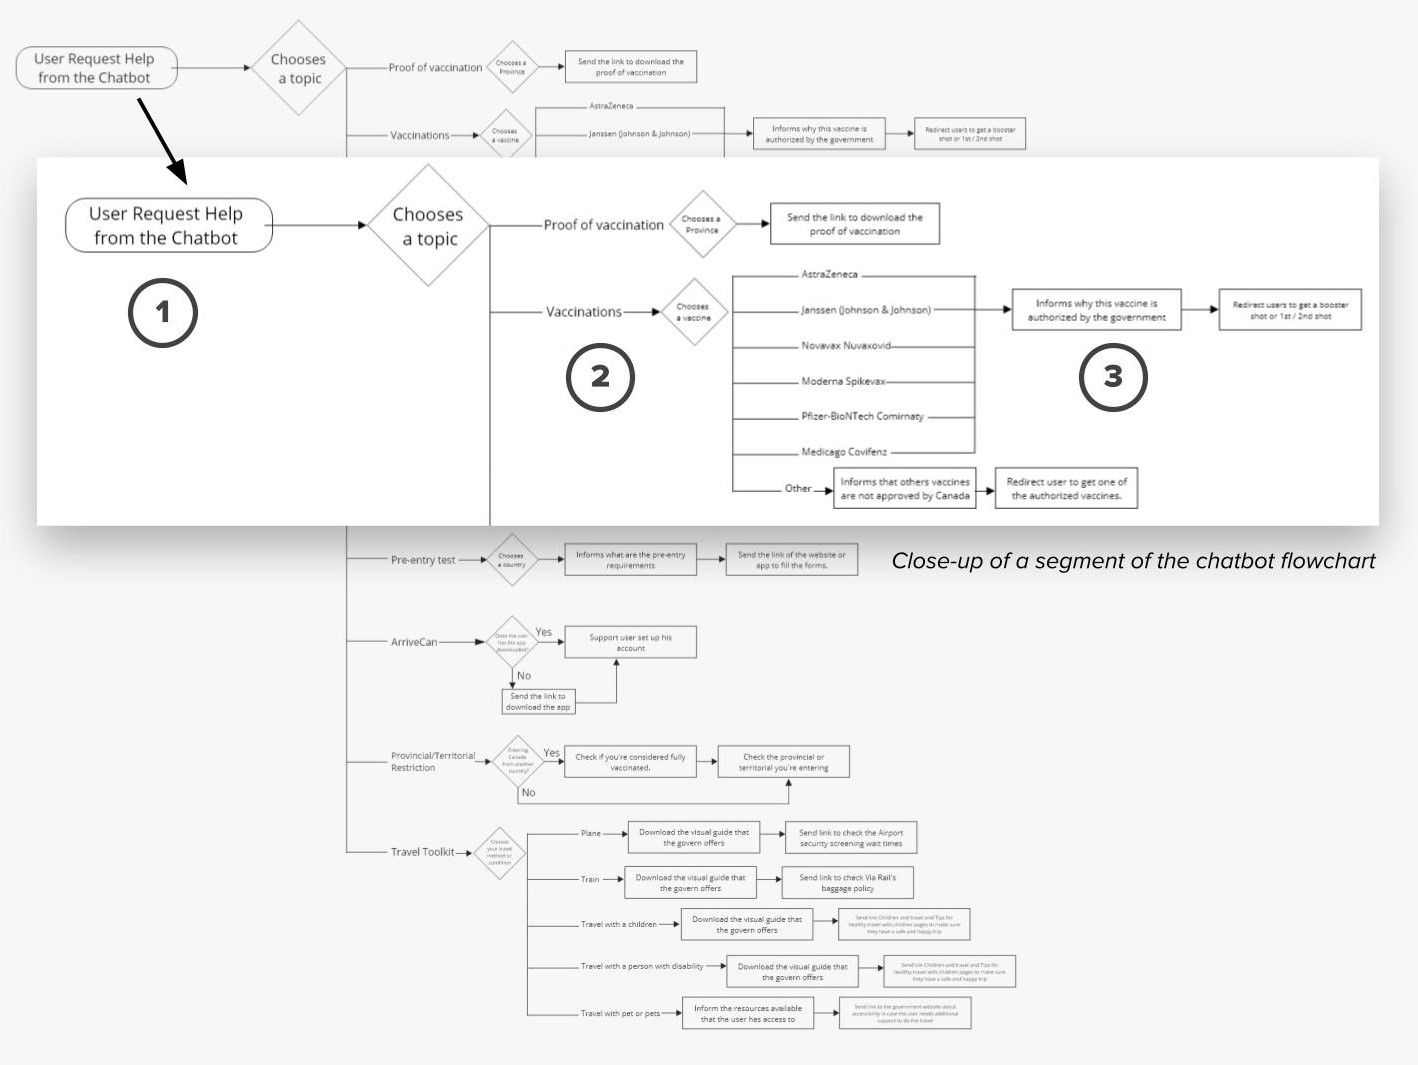 User Request Help
from the Chatbot
Chooses
a topic
Proof of vaccination
Chooses a
Province
Send the link to download the
proof of vaccination
Vaccinations
Chooses
a vaccine
AstraZeneca
Janssen (Johnson & Johnson)
Informs why this vaccine is
authorized by the government
Redirect users to get a booster
shot or 1st / 2nd shot
User Request Help
from the Chatbot
Chooses
a topic
Proof of vaccination
Chooses a
Province
Send the link to download the
proof of vaccination
Vaccinations
Chooses
a vaccine
AstraZeneca
Janssen (Johnson & Johnson)
Novavax Nuvaxovid
Moderna Spikevax
Pfizer-BioNTech Comirnaty
Medicago Covifenz
Informs why this vaccine is
authorized by the government
Redirect users to get a booster
shot or 1st / 2nd shot
1
2
3
Other
Informs that others vaccines
are not approved by Canada
Redirect user to get one of
the authorized vaccines.
Close-up of a segment of the chatbot flowchart
Pre-entry test
Chooses
a country
Informs what are the pre-entry
requirements
Send the link of the website or
app to fill the forms.
ArriveCan
Does the user
has the app
downloaded?
Yes
Support user set up his
account
No
Send the link to
download the app
Provincial/Territorial
Restriction
Entering
Canada
from another
country?
Yes
Check if you're considered fully
vaccinated.
Check the provincial or
territorial you're entering
No
Travel Toolkit
Choose
your travel
method or
condition
Plane
Download the visual guide that
the govern offers
Send link to check the Airport
security screening wait times
Train
Download the visual guide that
the govern offers
Send link to check Via Rail's
baggage policy
Travel with a children
Download the visual guide that
the govern offers
Send link Children and travel and Tips for
healthy travel with children pages to make sure
they have a safe and happy trip
Travel with a person with disability
Download the visual guide that
the govern offers
Send link Children and travel and Tips for
healthy travel with children pages to make sure
they have a safe and happy trip
Travel with pet or pets
Inform the resources available
that the user has access to
Send link to the government website about
accessibility in case the user needs additional
support to do the travel